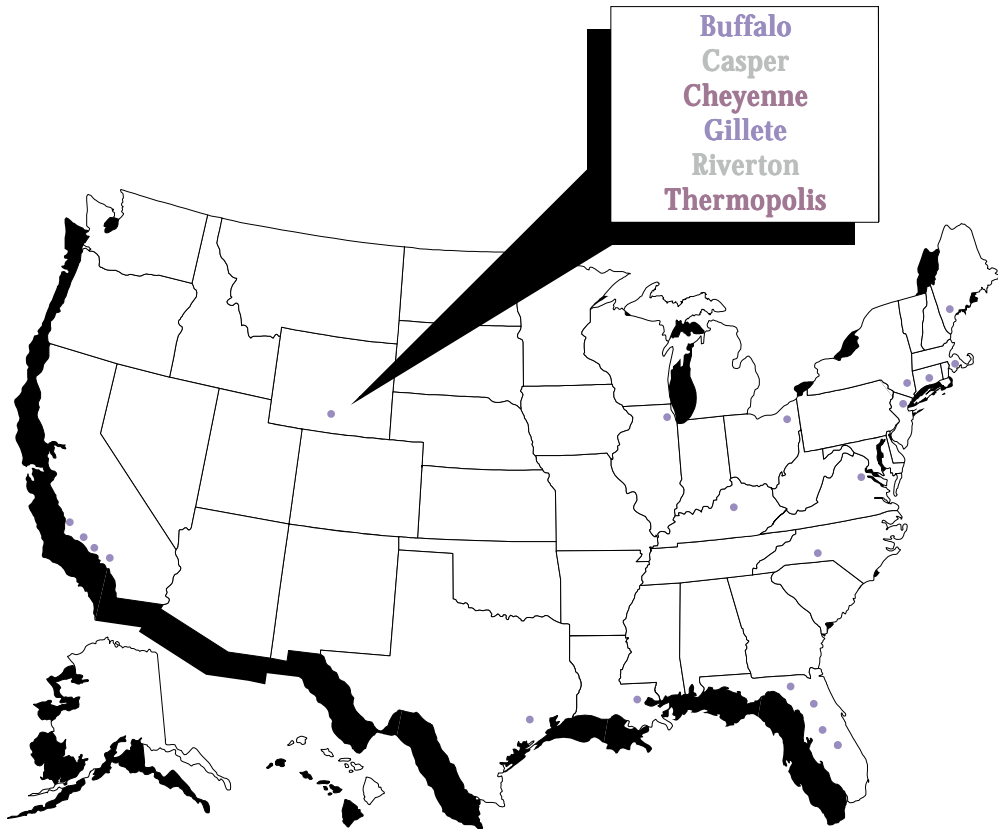 Buffalo
Casper
Cheyenne
Gillete
Riverton
Thermopolis